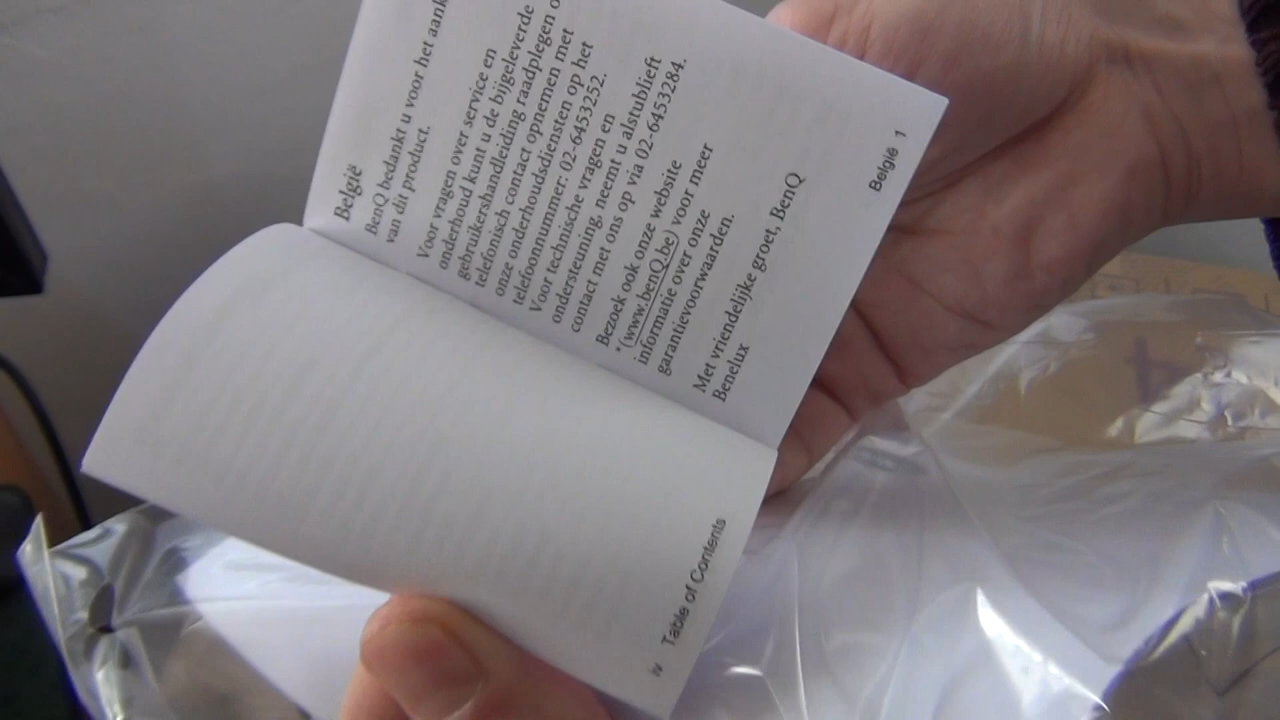 België
BenQ bedankt u voor het
van dit product.
Voor vragen over service en
onderhoud kunt u de bijgeleverde
gebruikershandleiding raadplegen
telefonisch contact opnemen met
onze onderhoudsdiensten op het
telefoonnummer: 02-6453252.
Voor technische vragen en
ondersteuning, neemt u alstublieft
contact met ons op via 02-6453284.
Bezoek ook onze website
*(www.benQ.be) voor meer
informatie over onze
garantievoorwaarden.
Met vriendelijke groet, BenQ
Benelux
België 1
iv Table of Contents